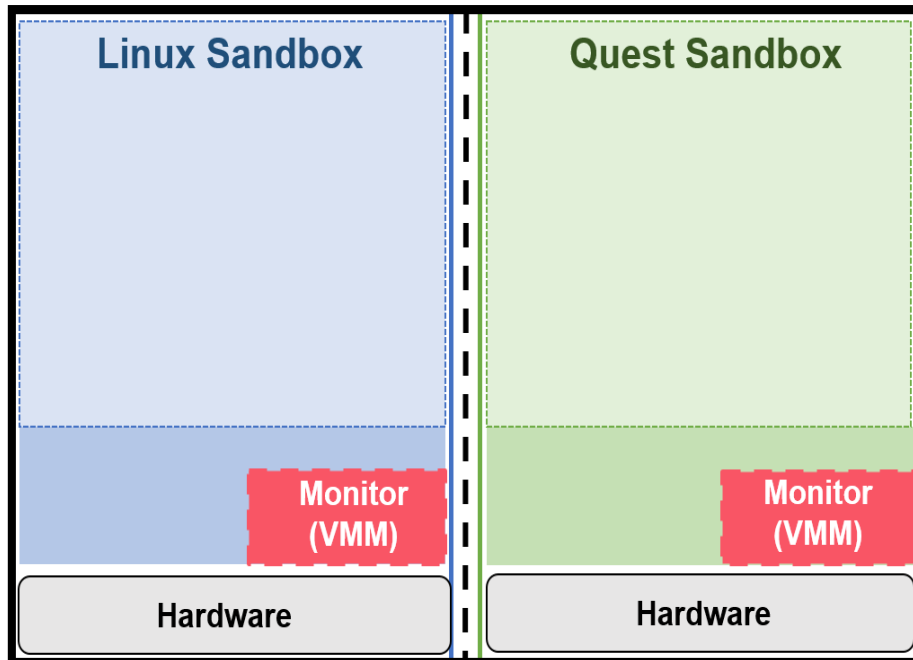 Linux Sandbox
Quest Sandbox
Monitor
(VMM)
Monitor
(VMM)
Hardware
Hardware